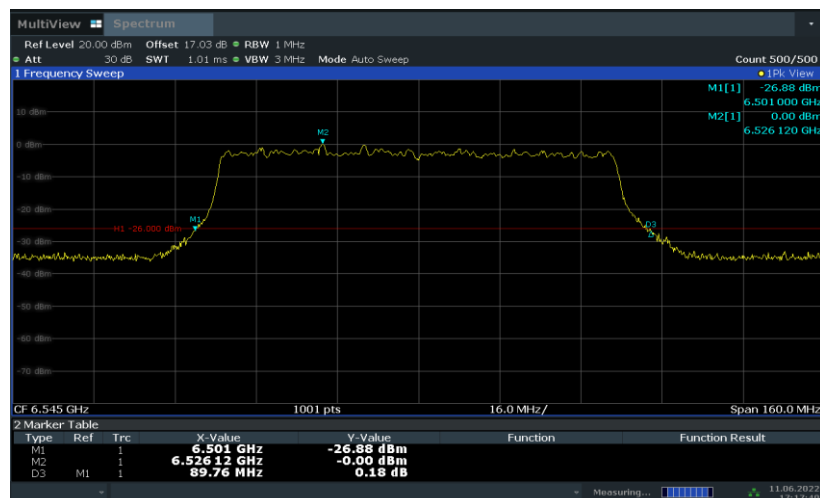 MultiView Spectrum
Ref Level 20.00 dBm Offset 17.03 dB RBW 1 MHz
Att 30 dB SWT 1.01 ms VBW 3 MHz Mode Auto Sweep Count 500/500
1 Frequency Sweep 1Pk View
M1[1] -26.88 dBm
6.501 000 GHz
10 dBm
M2[1] 0.00 dBm
M2 6.526 120 GHz
0 dBm
-10 dBm
-20 dBm
M1 D3
H1 -26.000 dBm
-30 dBm
-40 dBm
-50 dBm
-60 dBm
-70 dBm
CF 6.545 GHz 1001 pts 16.0 MHz/ Span 160.0 MHz
2 Marker Table
Type Ref Trc X-Value Y-Value Function Function Result
M1 1 6.501 GHz -26.88 dBm
M2 1 6.526 12 GHz -0.00 dBm
D3 M1 1 89.76 MHz 0.18 dB
Measuring... 11.06.2022
17:17:48